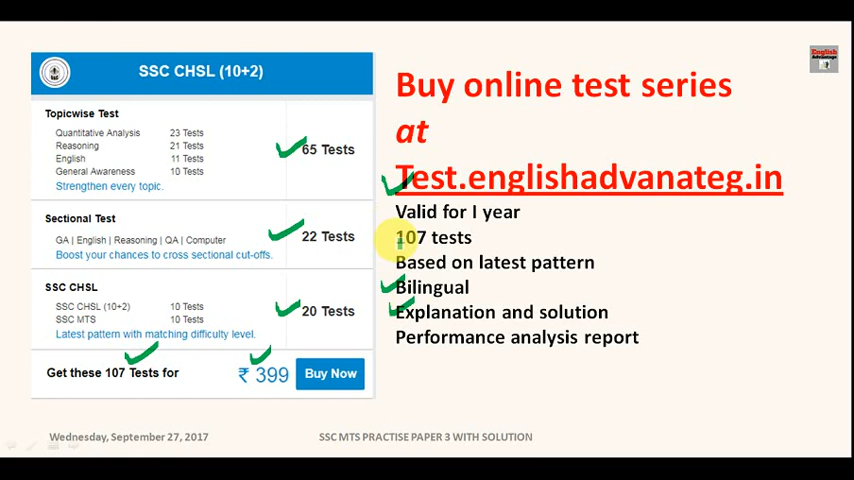 SSC CHSL (10+2)
Topicwise Test
Quantitative Analysis 23 Tests
Reasoning 21 Tests
English 11 Tests
General Awareness 10 Tests
Strengthen every topic.
65 Tests
Sectional Test
GA | English | Reasoning | QA | Computer
Boost your chances to cross sectional cut-offs.
22 Tests
SSC CHSL
SSC CHSL (10+2) 10 Tests
SSC MTS 10 Tests
Latest pattern with matching difficulty level.
20 Tests
Get these 107 Tests for ₹ 399 Buy Now
English
Advantage
Buy online test series
at
Test.englishadvanateg.in
Valid for I year
107 tests
Based on latest pattern
Bilingual
Explanation and solution
Performance analysis report
Wednesday, September 27, 2017
SSC MTS PRACTISE PAPER 3 WITH SOLUTION